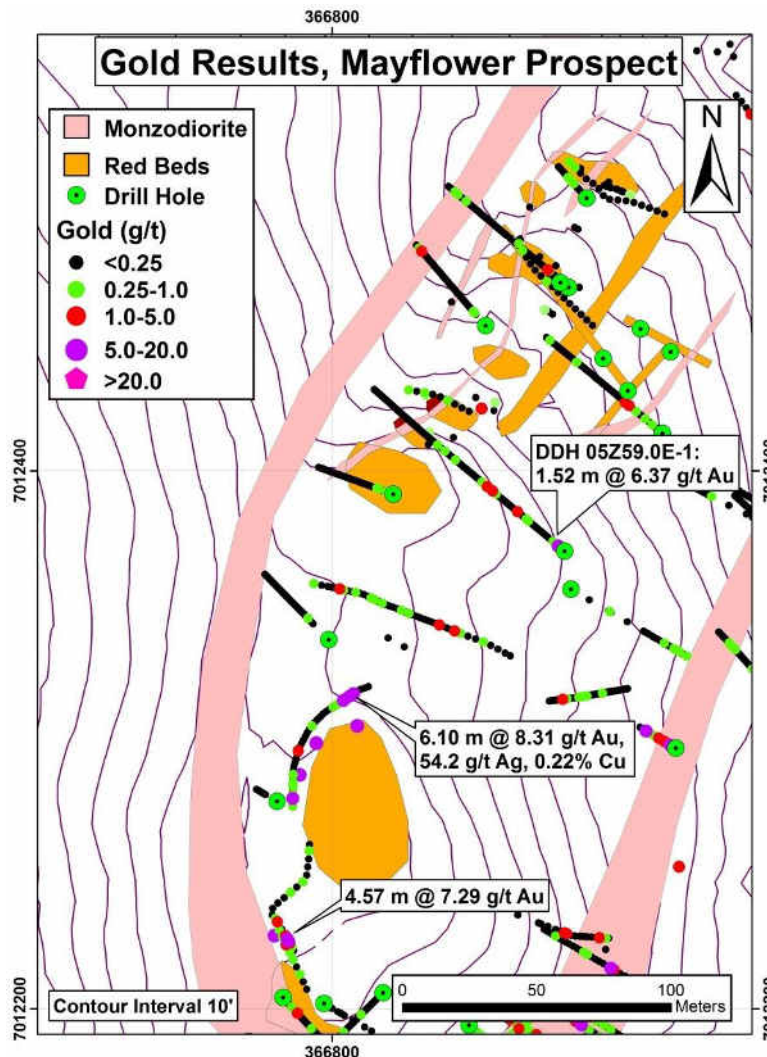 366800
Gold Results, Mayflower Prospect
Monzodiorite
Red Beds
Drill Hole
Gold (g/t)
<0.25
0.25-1.0
1.0-5.0
5.0-20.0
>20.0
N
7012400
DDH 05Z59.0E-1:
1.52 m @ 6.37 g/t Au
6.10 m @ 8.31 g/t Au,
54.2 g/t Ag, 0.22% Cu
4.57 m @ 7.29 g/t Au
Contour Interval 10'
0 50 100
Meters
7012200
366800